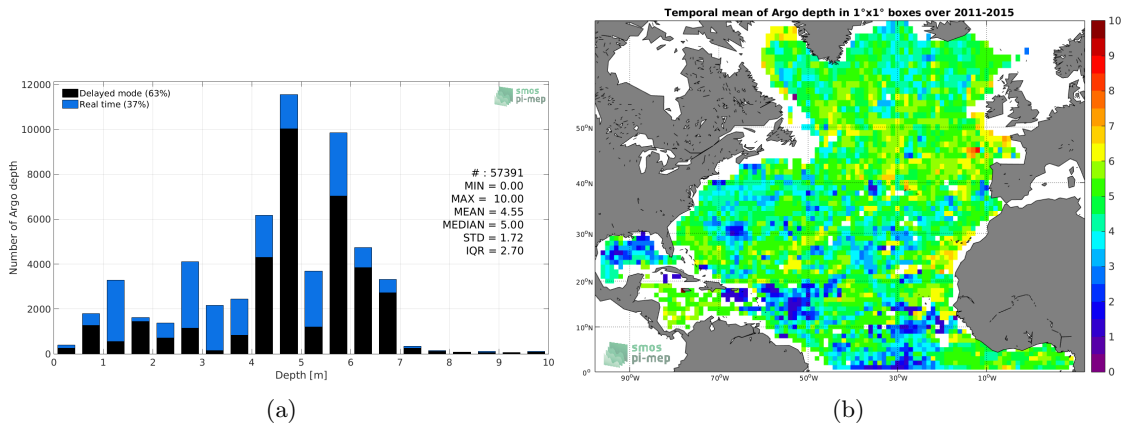 Delayed mode (63%)
Real time (37%)
smos
pi-mep
# : 57391
MIN = 0.00
MAX = 10.00
MEAN = 4.55
MEDIAN = 5.00
STD = 1.72
IQR = 2.70
Number of Argo depth
12000
10000
8000
6000
4000
2000
0
0 1 2 3 4 5 6 7 8 9 10
Depth [m]
(a)
Temporal mean of Argo depth in 1°x1° boxes over 2011-2015
50°N
40°N
30°N
20°N
10°N
0°
90°W 70°W 50°W 30°W 10°W
smos
pi-mep
10
9
8
7
6
5
4
3
2
1
0
(b)